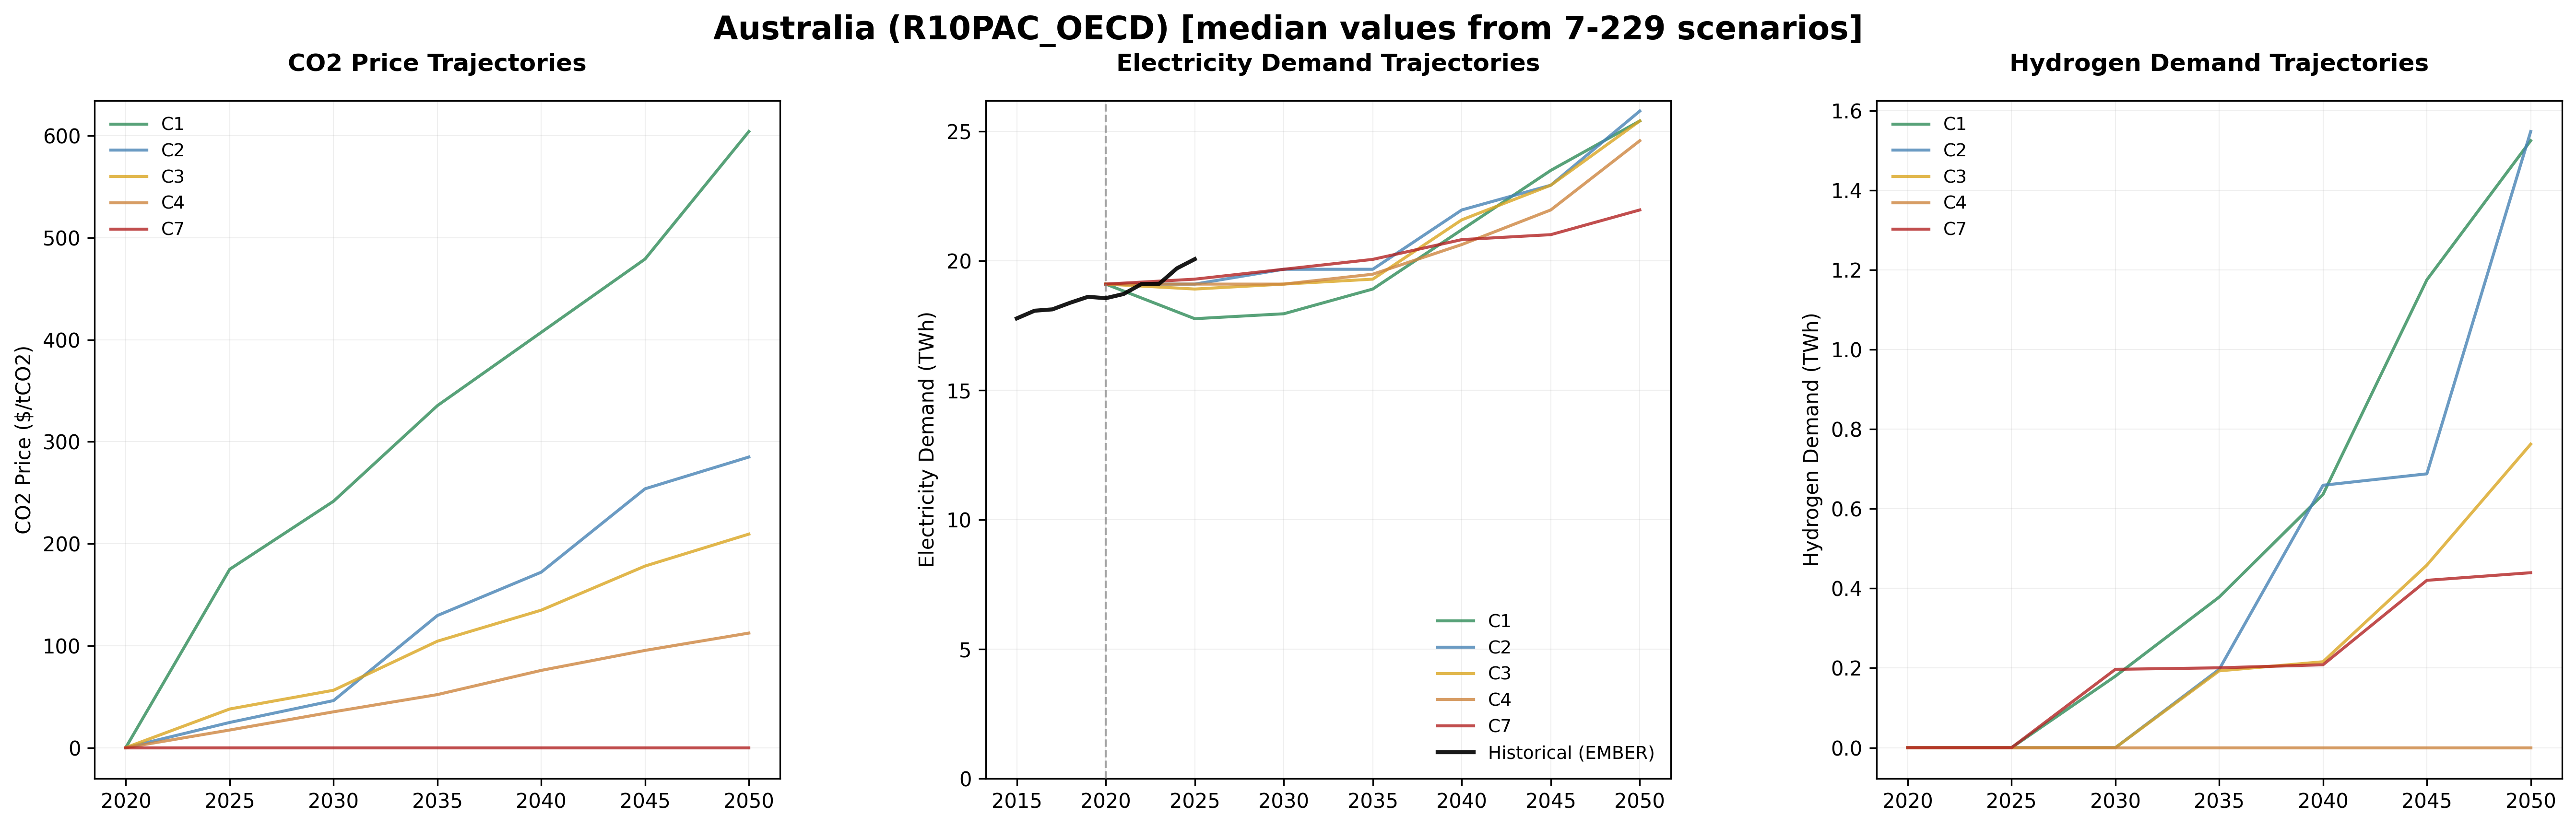 Australia (R10PAC_OECD) [median values from 7-229 scenarios]
CO2 Price Trajectories
CO2 Price ($/tCO2)
600
500
400
300
200
100
0
2020 2025 2030 2035 2040 2045 2050
C1
C2
C3
C4
C7
Electricity Demand Trajectories
Electricity Demand (TWh)
25
20
15
10
5
0
2015 2020 2025 2030 2035 2040 2045 2050
C1
C2
C3
C4
C7
Historical (EMBER)
Hydrogen Demand Trajectories
Hydrogen Demand (TWh)
1.6
1.4
1.2
1.0
0.8
0.6
0.4
0.2
0.0
2020 2025 2030 2035 2040 2045 2050
C1
C2
C3
C4
C7